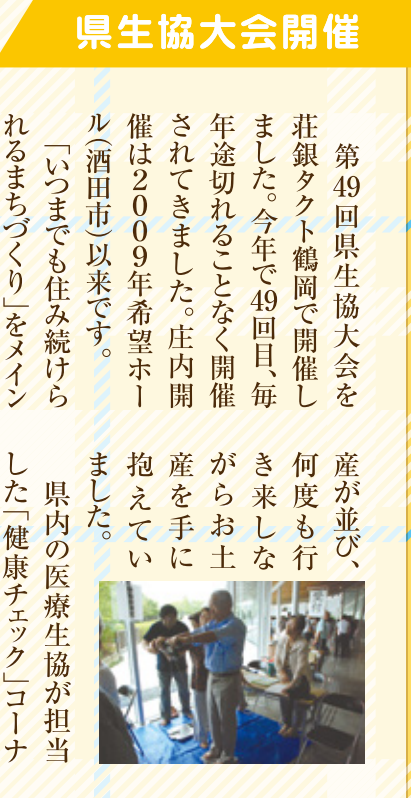 県生協大会開催
第49回県生協大会を
荘銀タクト鶴岡で開催し
ました。今年で49回目、毎
年途切れることなく開催
されてきました。庄内開
催は2009年希望ホー
ル(酒田市)以来です。
「いつまでも住み続けら
れるまちづくり」をメイン
産が並び、
何度も行
き来しな
がらお土
産を手に
抱えてい
ました。
県内の医療生協が担当
した「健康チェック」コーナ